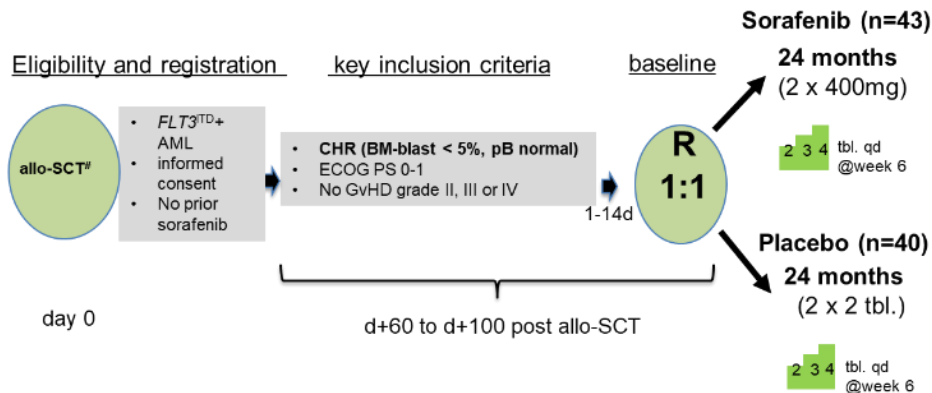 Eligibility and registration
key inclusion criteria
baseline
allo-SCT#
• FLT3ITD+
AML
• informed
consent
• No prior
sorafenib
• CHR (BM-blast < 5%, pB normal)
• ECOG PS 0-1
• No GvHD grade II, III or IV
1-14d
R
1:1
Sorafenib (n=43)
24 months
(2 x 400mg)
2 3 4
tbl. qd
@week 6
Placebo (n=40)
24 months
(2 x 2 tbl.)
2 3 4
tbl. qd
@week 6
day 0
d+60 to d+100 post allo-SCT